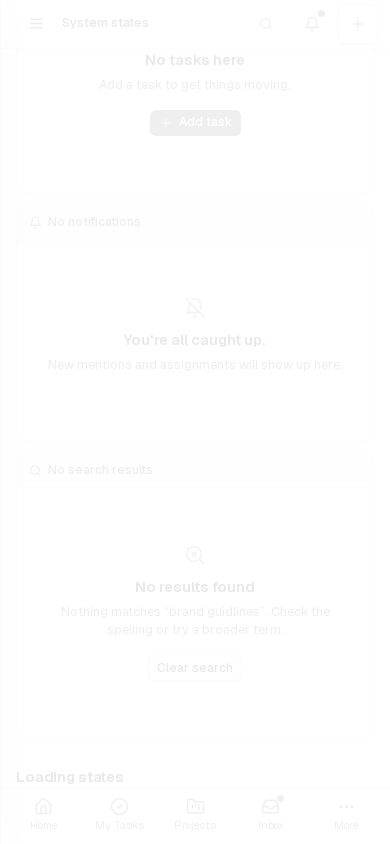 System states
No tasks here
Add a task to get things moving.
Add task
No notifications
You're all caught up.
New mentions and assignments will show up here.
No search results
No results found
Nothing matches “brand guidlines”. Check the
spelling or try a broader term.
Clear search
Loading states
Home
My Tasks
Projects
Inbox
More